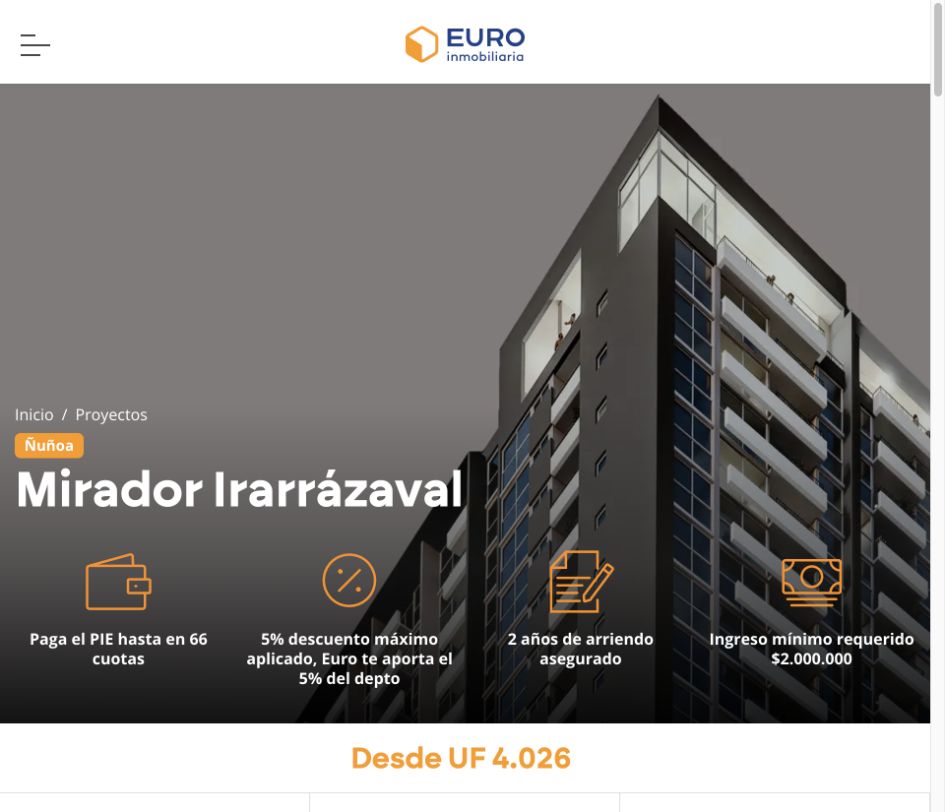 EURO
inmobiliaria
Inicio / Proyectos
Ñuñoa
Mirador Irarrázaval
Paga el PIE hasta en 66
cuotas
5% descuento máximo
aplicado, Euro te aporta el
5% del depto
2 años de arriendo
asegurado
Ingreso mínimo requerido
$2.000.000
Desde UF 4.026